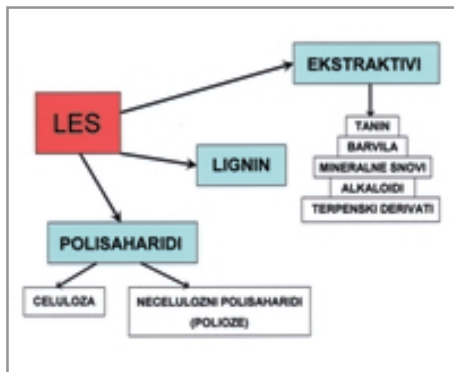 EKSTRAKTIVI
LES
TANIN
BARVILA
MINERALNE SNOVI
ALKALOIDI
TERPENSKI DERIVATI
LIGNIN
POLISAHARIDI
CELULOZA
NECELULOZNI POLISAHARIDI
(POLIOZE)